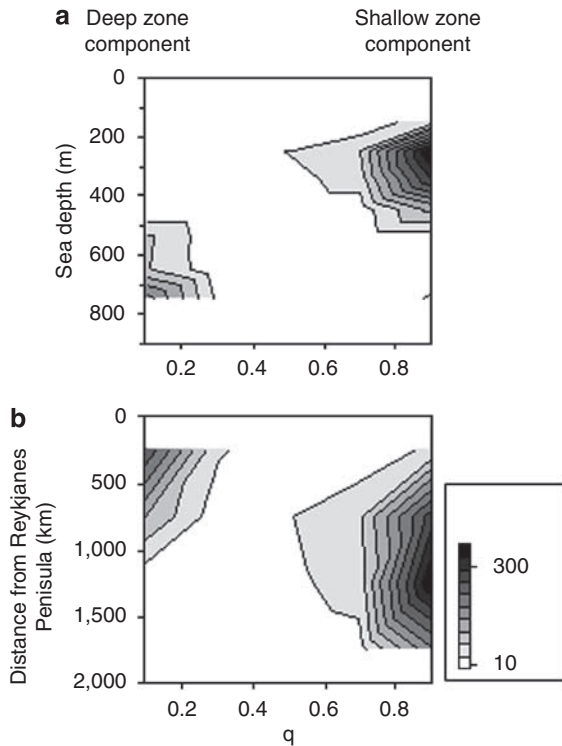 a Deep zone component
Shallow zone component
0
200
400
600
800
Sea depth (m)
0.2 0.4 0.6 0.8
b
0
500
1,000
1,500
2,000
Distance from Reykjanes
Penisula (km)
0.2 0.4 0.6 0.8
q
300
10